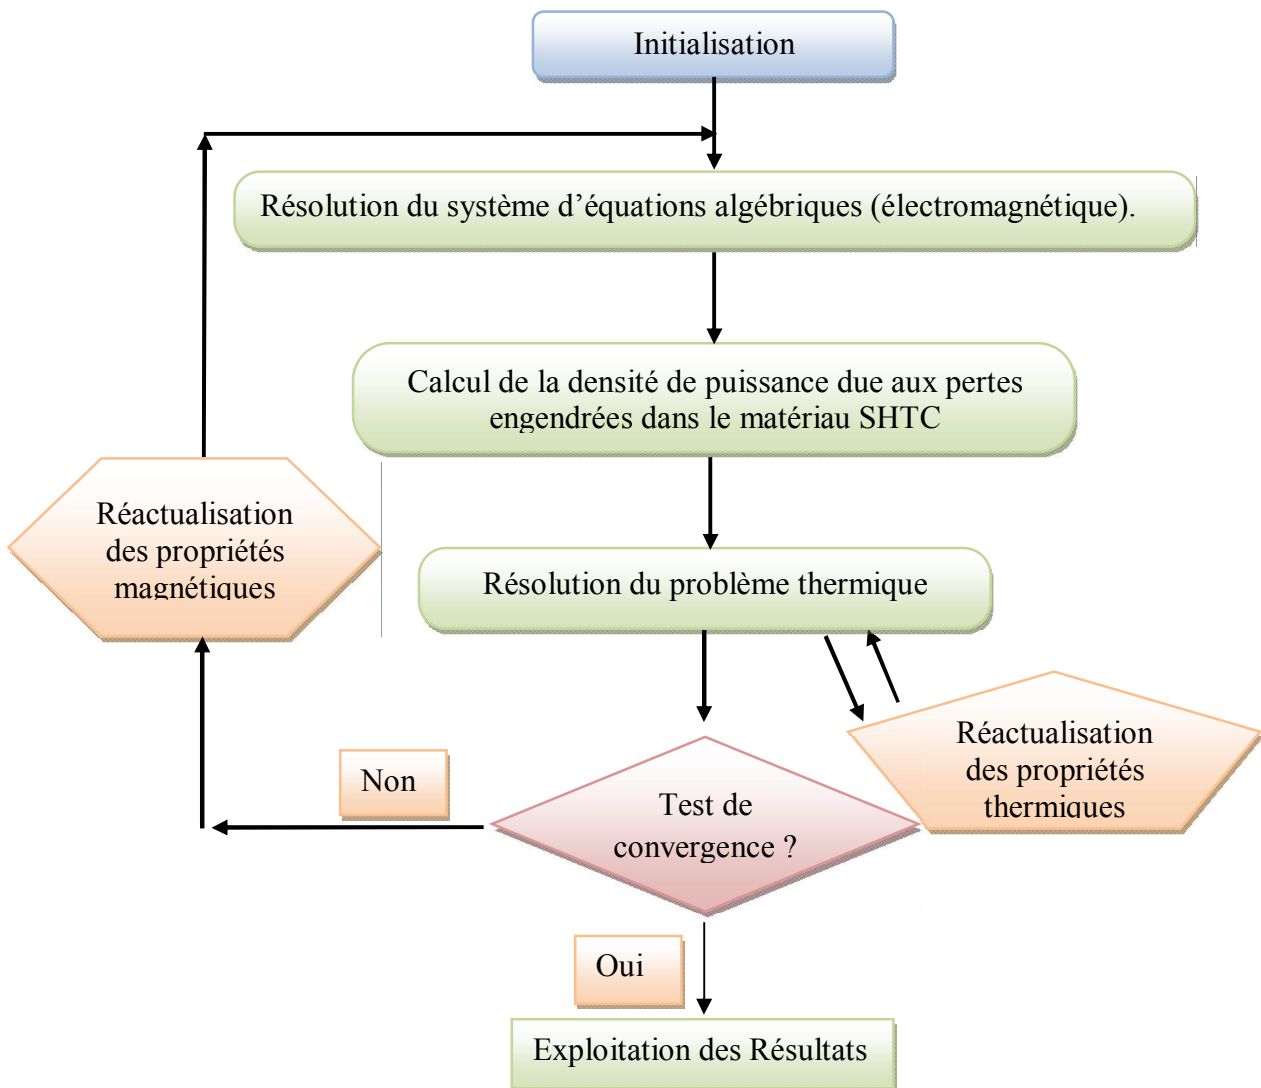 Initialisation
Résolution du système d’équations algébriques (électromagnétique).
Calcul de la densité de puissance due aux pertes
engendrées dans le matériau SHTC
Réactualisation
des propriétés
magnétiques
Résolution du problème thermique
Réactualisation
des propriétés
thermiques
Non
Test de
convergence ?
Oui
Exploitation des Résultats